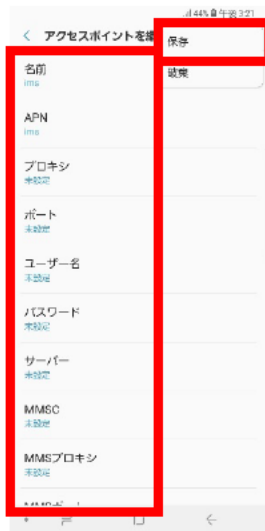 44% 午後3:21
アクセスポイントを編
保存
破棄
名前
ims
APN
ims
プロキシ
未設定
ポート
未設定
ユーザー名
未設定
パスワード
未設定
サーバー
未設定
MMSC
未設定
MMSプロキシ
未設定